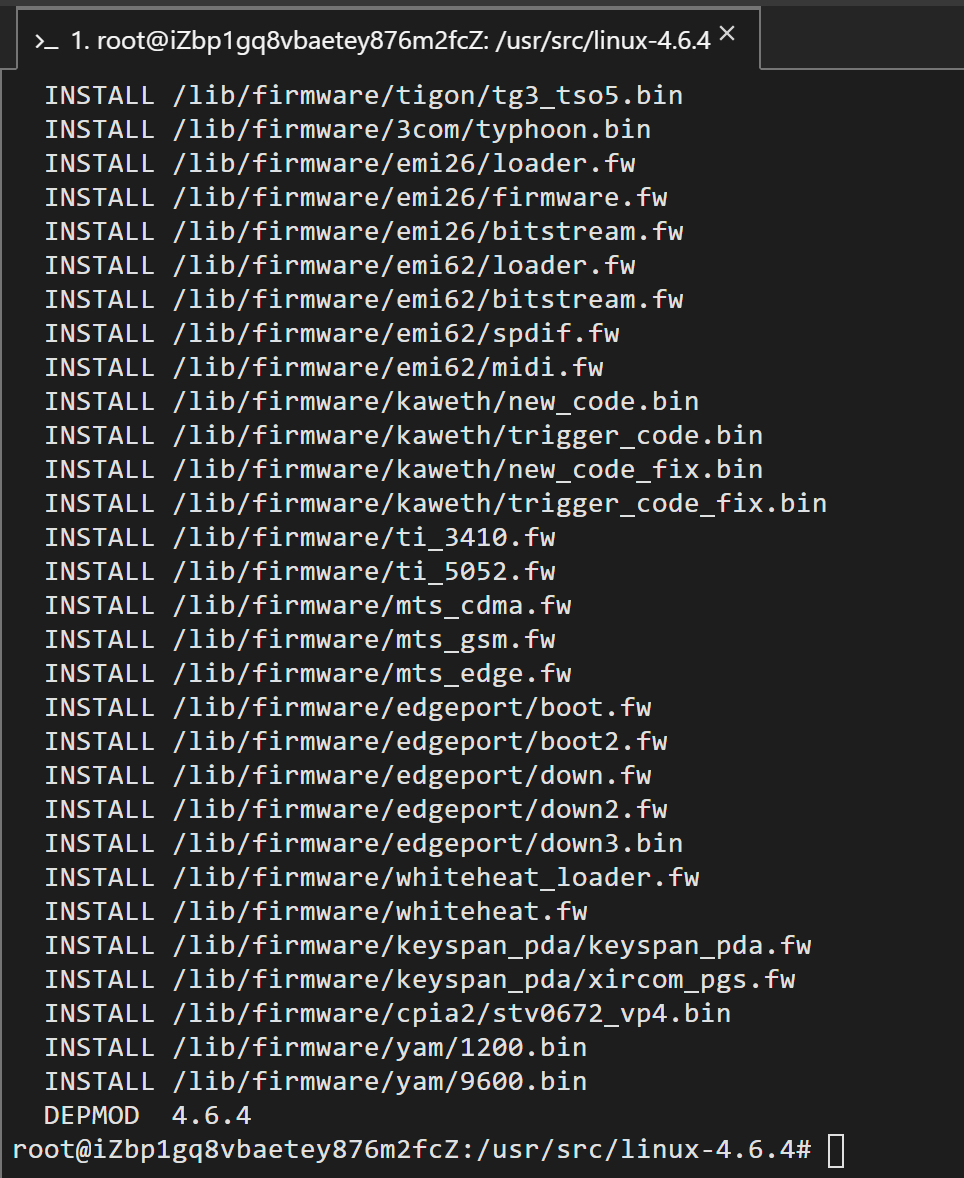 >_ 1. root@iZbp1gq8vbaetey876m2fcZ: /usr/src/linux-4.6.4 ×
INSTALL /lib/firmware/tigon/tg3_tso5.bin
INSTALL /lib/firmware/3com/typhoon.bin
INSTALL /lib/firmware/emi26/loader.fw
INSTALL /lib/firmware/emi26/firmware.fw
INSTALL /lib/firmware/emi26/bitstream.fw
INSTALL /lib/firmware/emi62/loader.fw
INSTALL /lib/firmware/emi62/bitstream.fw
INSTALL /lib/firmware/emi62/spdif.fw
INSTALL /lib/firmware/emi62/midi.fw
INSTALL /lib/firmware/kaweth/new_code.bin
INSTALL /lib/firmware/kaweth/trigger_code.bin
INSTALL /lib/firmware/kaweth/new_code_fix.bin
INSTALL /lib/firmware/kaweth/trigger_code_fix.bin
INSTALL /lib/firmware/ti_3410.fw
INSTALL /lib/firmware/ti_5052.fw
INSTALL /lib/firmware/mts_cdma.fw
INSTALL /lib/firmware/mts_gsm.fw
INSTALL /lib/firmware/mts_edge.fw
INSTALL /lib/firmware/edgeport/boot.fw
INSTALL /lib/firmware/edgeport/boot2.fw
INSTALL /lib/firmware/edgeport/down.fw
INSTALL /lib/firmware/edgeport/down2.fw
INSTALL /lib/firmware/edgeport/down3.bin
INSTALL /lib/firmware/whiteheat_loader.fw
INSTALL /lib/firmware/whiteheat.fw
INSTALL /lib/firmware/keyspan_pda/keyspan_pda.fw
INSTALL /lib/firmware/keyspan_pda/xircom_pgs.fw
INSTALL /lib/firmware/cpia2/stv0672_vp4.bin
INSTALL /lib/firmware/yam/1200.bin
INSTALL /lib/firmware/yam/9600.bin
DEPMOD  4.6.4
root@iZbp1gq8vbaetey876m2fcZ:/usr/src/linux-4.6.4#